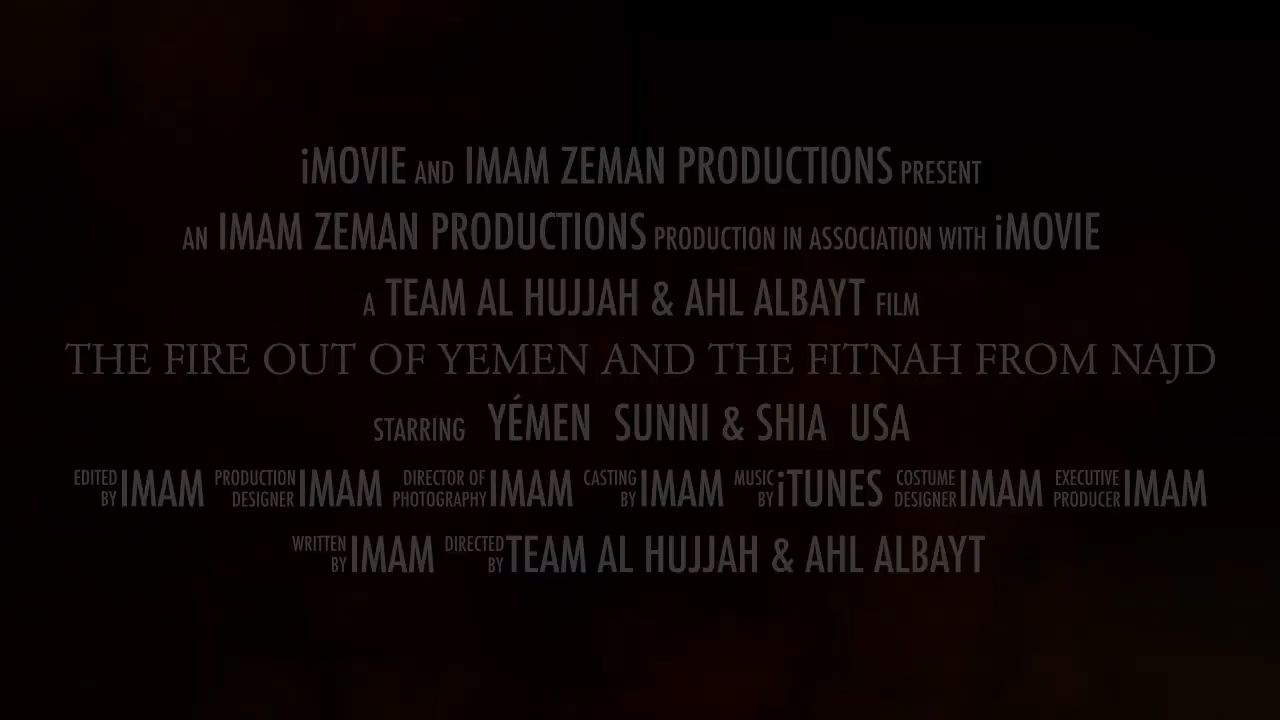 iMOVIE AND IMAM ZEMAN PRODUCTIONS PRESENT
AN IMAM ZEMAN PRODUCTIONS PRODUCTION IN ASSOCIATION WITH iMOVIE
A TEAM AL HUJJAH & AHL ALBAYT FILM
THE FIRE OUT OF YEMEN AND THE FITNAH FROM NAJD
STARRING YÉMEN SUNNI & SHIA USA
EDITED BY IMAM PRODUCTION DESIGNER IMAM DIRECTOR OF PHOTOGRAPHY IMAM CASTING BY IMAM MUSIC BY iTUNES COSTUME DESIGNER IMAM EXECUTIVE PRODUCER IMAM
WRITTEN BY IMAM DIRECTED BY TEAM AL HUJJAH & AHL ALBAYT